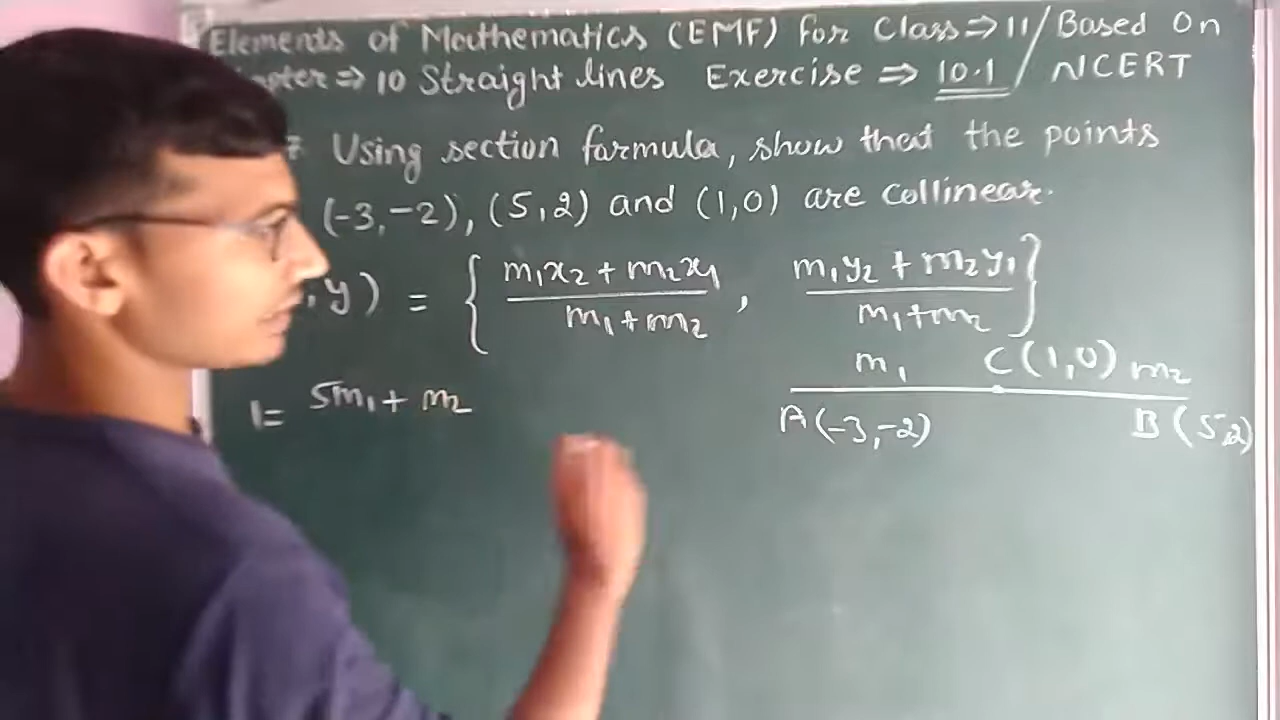 Elements of Mathematics (EMF) for Class ⇒ 11 / Based On
⇒ 10 Straight lines Exercise ⇒ 10.1 / NCERT
Using section formula, show that the points
(-3,-2), (5,2) and (1,0) are collinear.
, y) = { m₁x₂ + m₂x₁ / m₁+m₂ , m₁y₂ + m₂y₁ / m₁+m₂ }
m₁ C(1,0) m₂
A(-3,-2) B(5,2)
1= 5m₁ + m₂